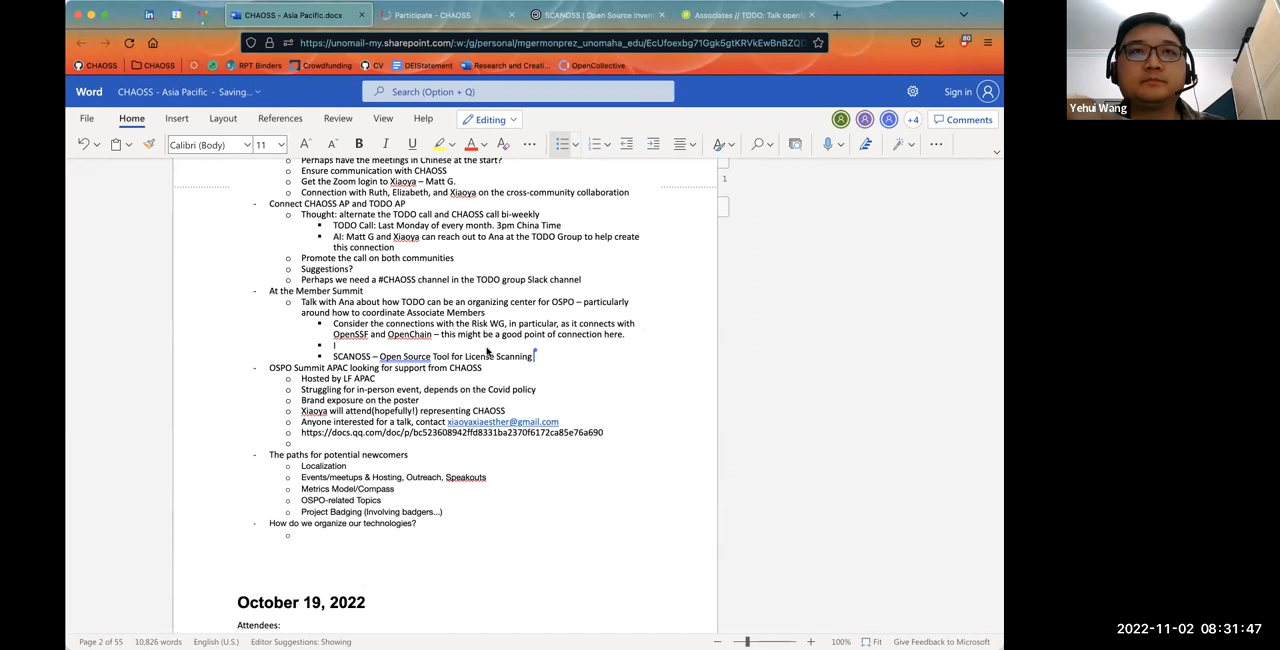 CHAOSS - Asia Pacific.docx
Participate - CHAOSS
SCANOSS | Open Source Inven
Associates // TODO: Talk open
https://unomail-my.sharepoint.com/:w:/g/personal/mgermonprez_unomaha_edu/EcUfoexbg71Ggk5gtKRVkEwBnBZQD
80
CHAOSS
CHAOSS
RPT Binders
Crowdfunding
CV
DEIStatement
Research and Creati...
OpenCollective
Word
CHAOSS - Asia Pacific - Saving...
Search (Option + Q)
Sign in
File
Home
Insert
Layout
References
Review
View
Help
Editing
+4
Comments
Calibri (Body)
11
Perhaps have the meetings in Chinese at the start?
Ensure communication with CHAOSS
Get the Zoom login to Xiaoya – Matt G.
Connection with Ruth, Elizabeth, and Xiaoya on the cross-community collaboration
- Connect CHAOSS AP and TODO AP
Thought: alternate the TODO call and CHAOSS call bi-weekly
TODO Call: Last Monday of every month. 3pm China Time
AI: Matt G and Xiaoya can reach out to Ana at the TODO Group to help create
this connection
Promote the call on both communities
Suggestions?
Perhaps we need a #CHAOSS channel in the TODO group Slack channel
- At the Member Summit
Talk with Ana about how TODO can be an organizing center for OSPO – particularly
around how to coordinate Associate Members
Consider the connections with the Risk WG, in particular, as it connects with
OpenSSF and OpenChain – this might be a good point of connection here.
I
SCANOSS – Open Source Tool for License Scanning
- OSPO Summit APAC looking for support from CHAOSS
Hosted by LF APAC
Struggling for in-person event, depends on the Covid policy
Brand exposure on the poster
Xiaoya will attend(hopefully!) representing CHAOSS
Anyone interested for a talk, contact xiaoyaxiaesther@gmail.com
https://docs.qq.com/doc/p/bc523608942ffd8331ba2370f6172ca85e76a690
- The paths for potential newcomers
Localization
Events/meetups & Hosting, Outreach, Speakouts
Metrics Model/Compass
OSPO-related Topics
Project Badging (Involving badgers...)
- How do we organize our technologies?
October 19, 2022
Attendees:
1
Page 2 of 55
10,826 words
English (U.S.)
Editor Suggestions: Showing
100%
Fit
Give Feedback to Microsoft
Yehui Wang
2022-11-02 08:31:47